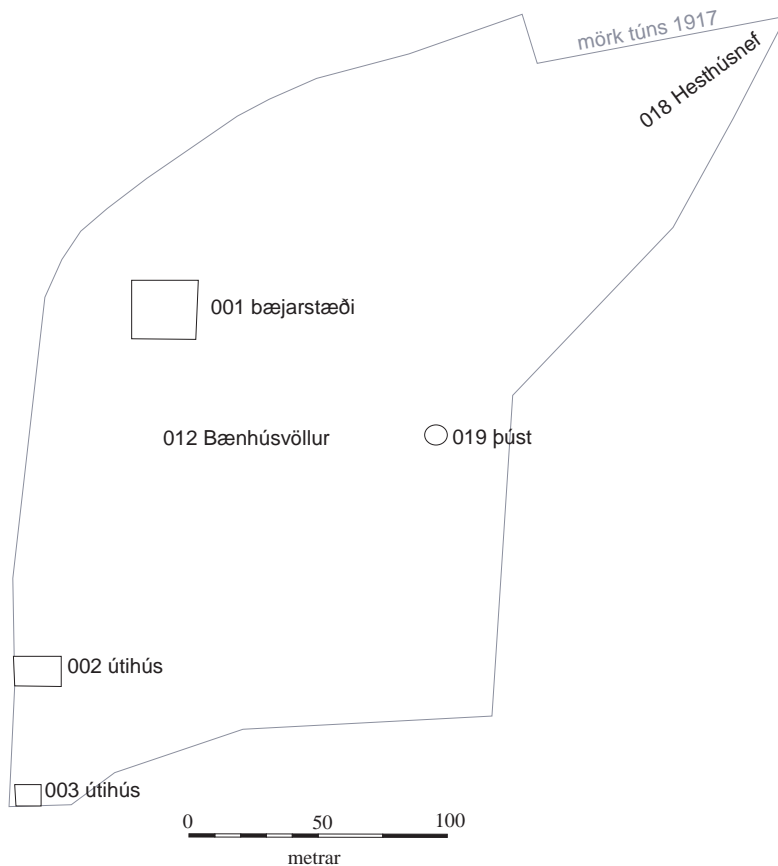 mörk túns 1917
018 Hesthúsnef
001 bæjarstæði
012 Bænhúsvöllur
019 þúst
002 útihús
003 útihús
0 50 100
metrar